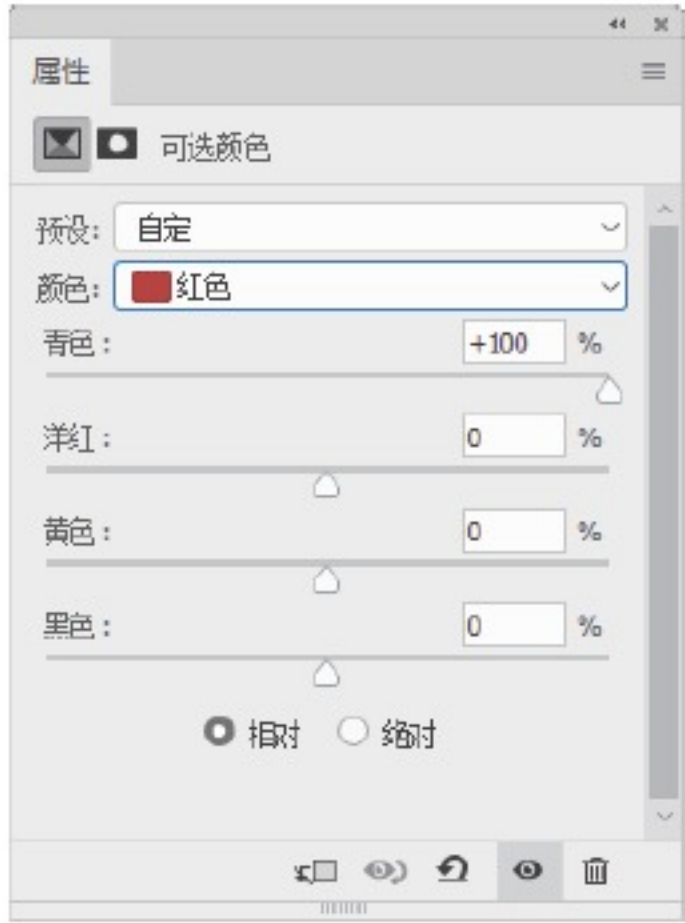 属性
可选颜色
预设: 自定
颜色: 红色
青色: +100 %
洋红: 0 %
黄色: 0 %
黑色: 0 %
相对 绝对